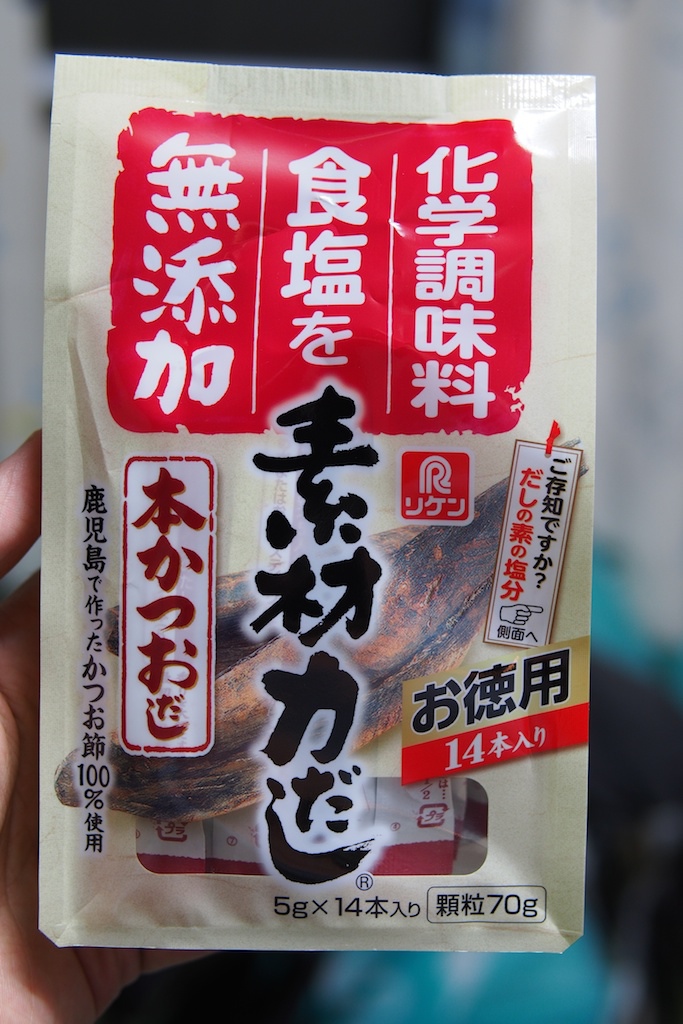 化学調味料
食塩を
無添加
素材力だし®
リケン
ご存知ですか？
だしの素の塩分
側面へ
本かつおだし
鹿児島で作ったかつお節
100％使用
お徳用
14本入り
5g×14本入り
顆粒70g